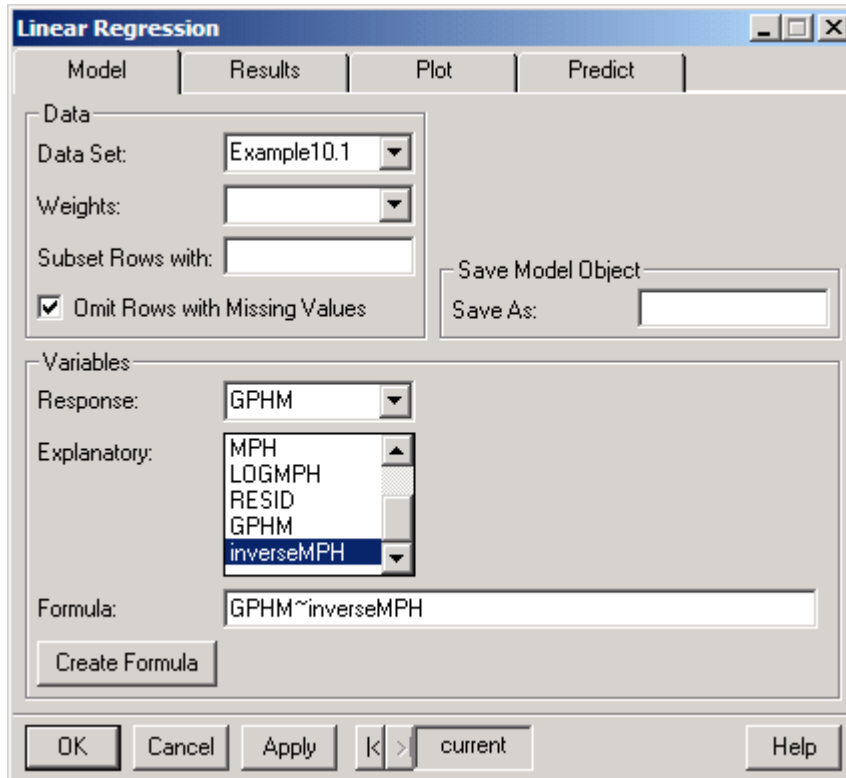 Linear Regression
Model Results Plot Predict
Data
Data Set: Example10.1
Weights:
Subset Rows with:
Omit Rows with Missing Values
Save Model Object
Save As:
Variables
Response: GPHM
Explanatory: MPH
LOGMPH
RESID
GPHM
inverseMPH
Formula: GPHM~inverseMPH
Create Formula
OK Cancel Apply current Help